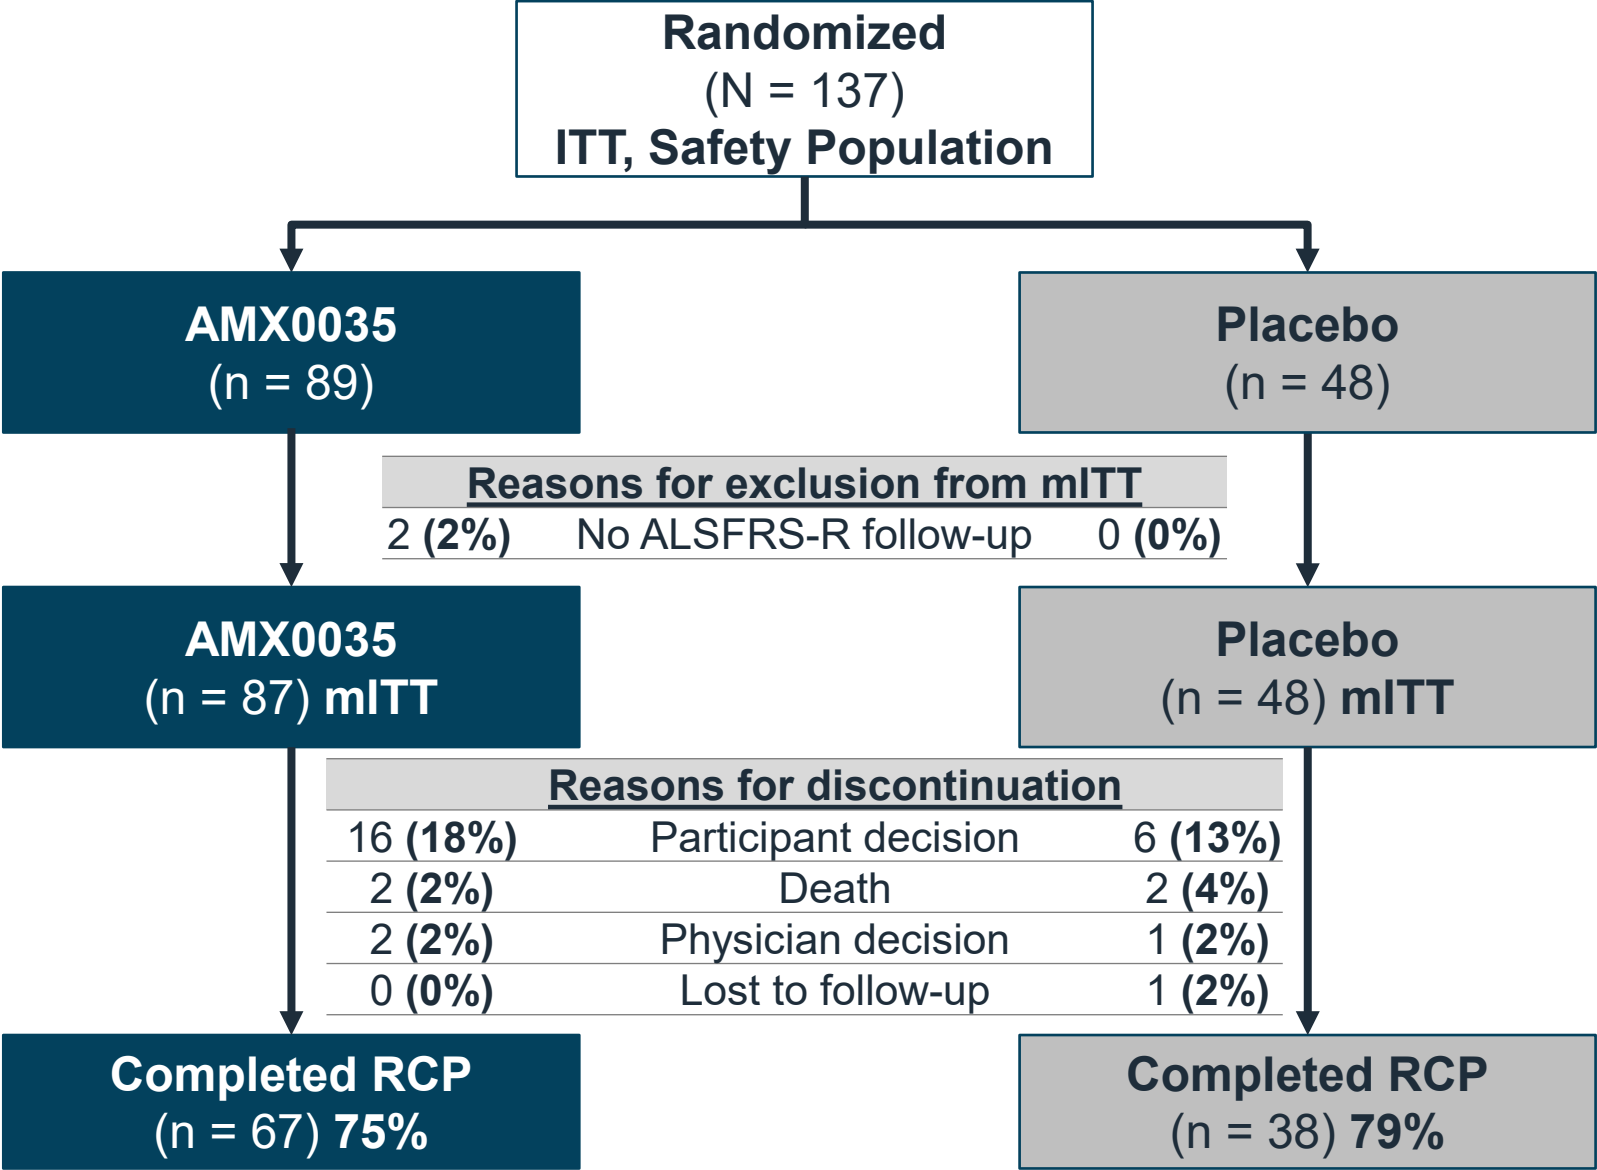 Randomized
(N = 137)
ITT, Safety Population
AMX0035
(n = 89)
Placebo
(n = 48)
Reasons for exclusion from mITT
2 (2%) No ALSFRS-R follow-up 0 (0%)
AMX0035
(n = 87) mITT
Placebo
(n = 48) mITT
Reasons for discontinuation
16 (18%) Participant decision 6 (13%)
2 (2%) Death 2 (4%)
2 (2%) Physician decision 1 (2%)
0 (0%) Lost to follow-up 1 (2%)
Completed RCP
(n = 67) 75%
Completed RCP
(n = 38) 79%